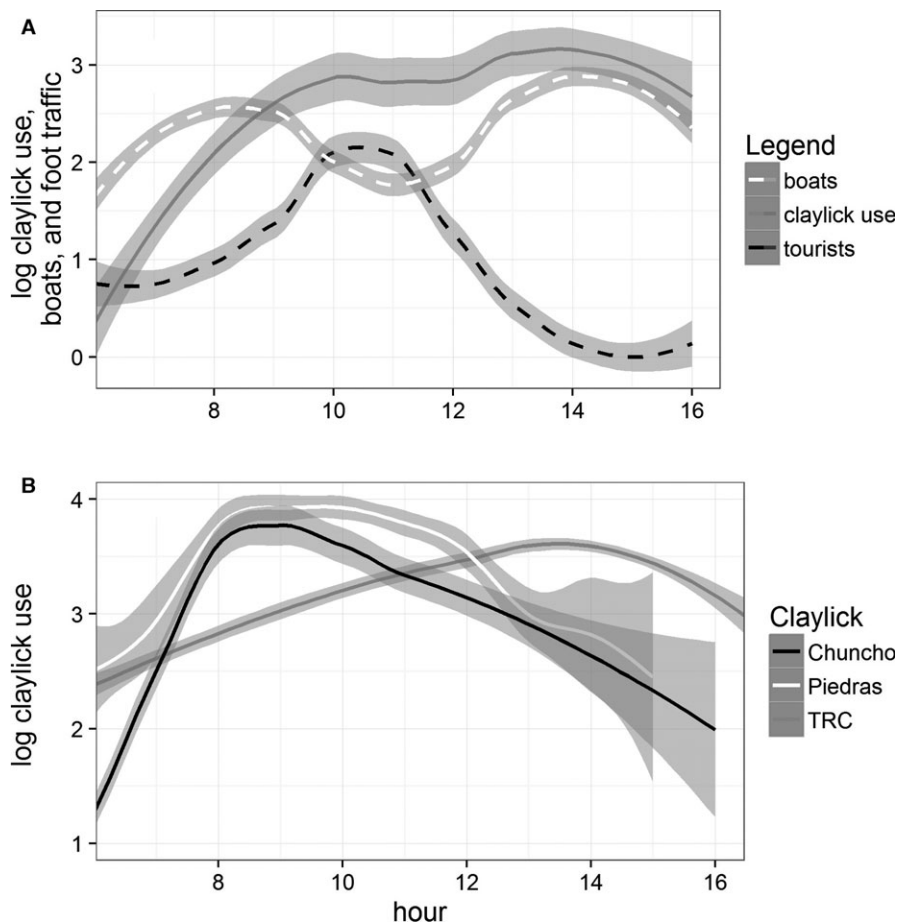 A
log claylick use,
boats, and foot traffic
3
2
1
0
8 10 12 14 16
Legend
boats
claylick use
tourists
B
log claylick use
4
3
2
1
8 10 12 14 16
hour
Claylick
Chuncho
Piedras
TRC